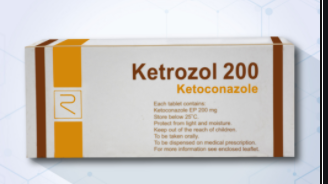 Ketrozol 200
Ketoconazole
Each tablet contains:
Ketoconazole EP 200 mg.
Store below 25°C.
Protect from light and moisture.
Keep out of the reach of children.
To be taken orally.
To be dispensed on medical prescription.
For more information see enclosed leaflet.